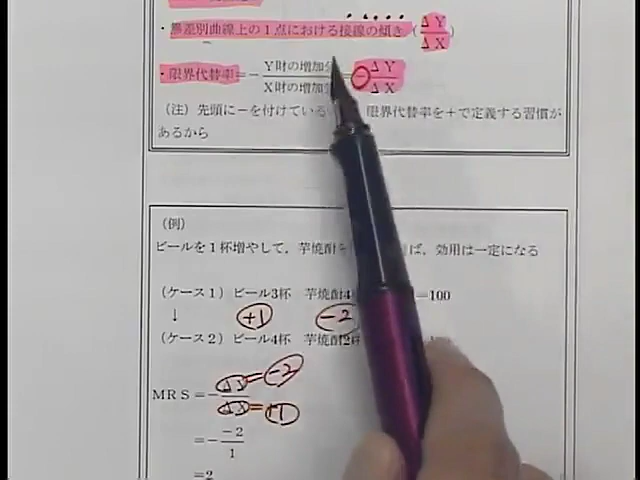 ・無差別曲線上の1点における接線の傾き(ΔY/ΔX)
・限界代替率=-Y財の増加分/X財の増加=-ΔY/ΔX
(注)先頭に-を付けている 限界代替率を+で定義する習慣が
あるから
(例)
ビールを1杯増やして,芋焼酎を ば,効用は一定になる
(ケース1)ビール3杯 芋焼酎4 =100
↓ +1 -2
(ケース2)ビール4杯 芋焼酎2杯
MRS=-ΔY/ΔX =-2 =+1
=--2/1
=2